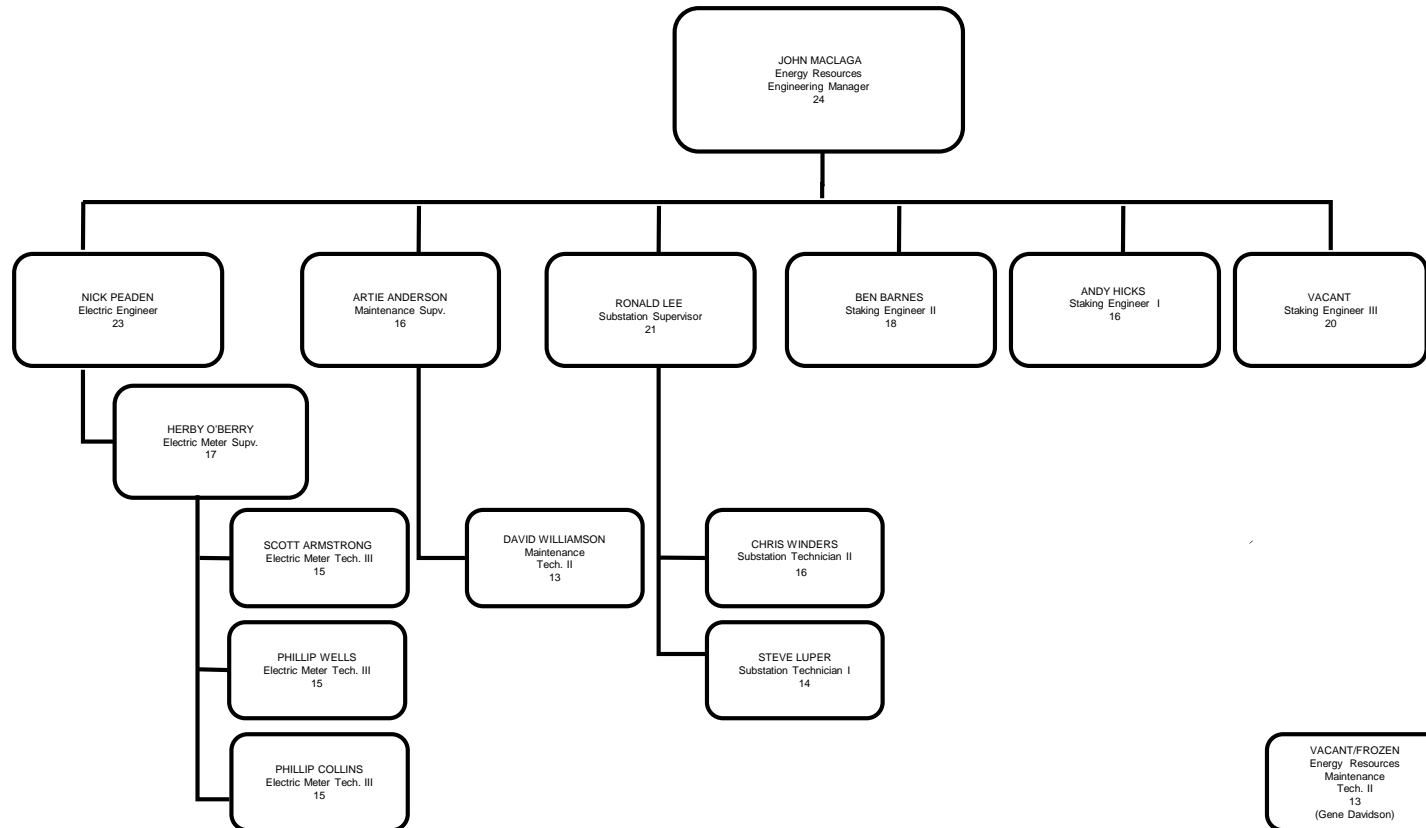 JOHN MACLAGA
Energy Resources
Engineering Manager
24
NICK PEADEN
Electric Engineer
23
ARTIE ANDERSON
Maintenance Supv.
16
RONALD LEE
Substation Supervisor
21
BEN BARNES
Staking Engineer II
18
ANDY HICKS
Staking Engineer I
16
VACANT
Staking Engineer III
20
HERBY O'BERRY
Electric Meter Supv.
17
SCOTT ARMSTRONG
Electric Meter Tech. III
15
DAVID WILLIAMSON
Maintenance
Tech. II
13
CHRIS WINDERS
Substation Technician II
16
PHILLIP WELLS
Electric Meter Tech. III
15
STEVE LUPER
Substation Technician I
14
PHILLIP COLLINS
Electric Meter Tech. III
15
VACANT/FROZEN
Energy Resources
Maintenance
Tech. II
13
(Gene Davidson)